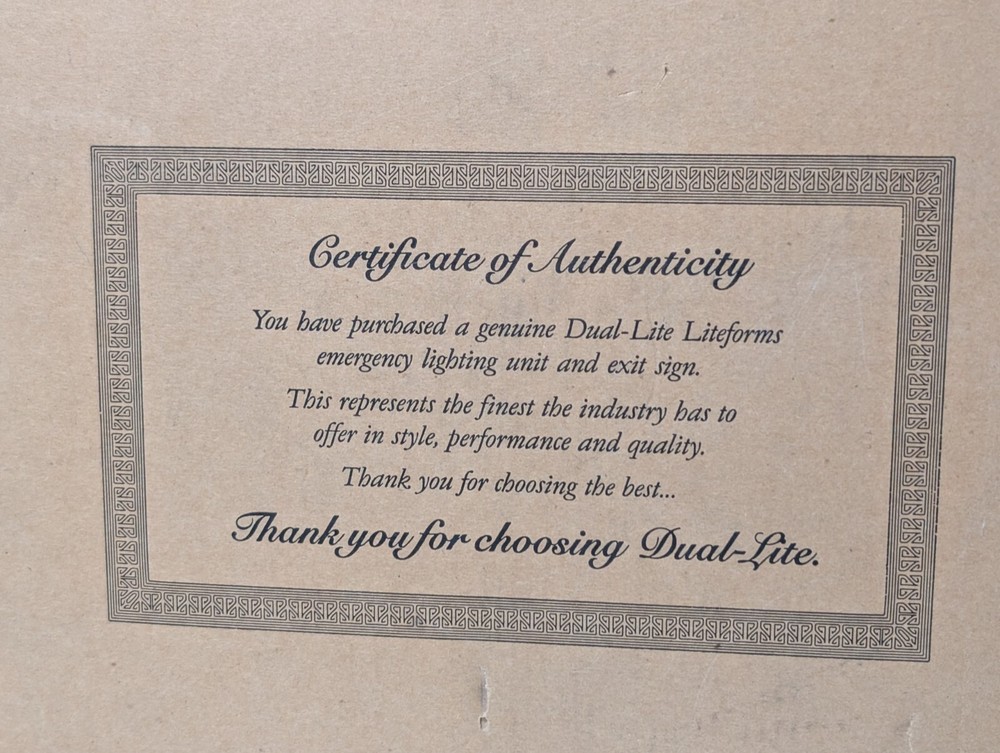 Certificate of Authenticity
You have purchased a genuine Dual-Lite Liteforms
emergency lighting unit and exit sign.
This represents the finest the industry has to
offer in style, performance and quality.
Thank you for choosing the best...
Thank you for choosing Dual-Lite.